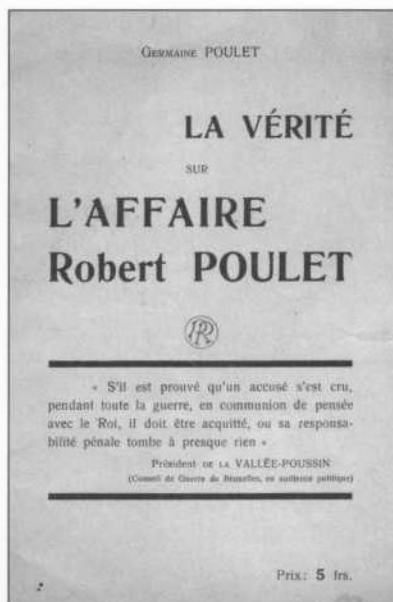 GERMAINE POULET
LA VÉRITÉ
SUR
L'AFFAIRE
Robert POULET
RP
« S'il est prouvé qu'un accusé s'est cru,
pendant toute la guerre, en communion de pensée
avec le Roi, il doit être acquitté, ou sa responsa-
bilité pénale tombe à presque rien »
Président DE LA VALLÉE-POUSSIN
(Conseil de Guerre de Bruxelles, en audience publique)
Prix: 5 frs.